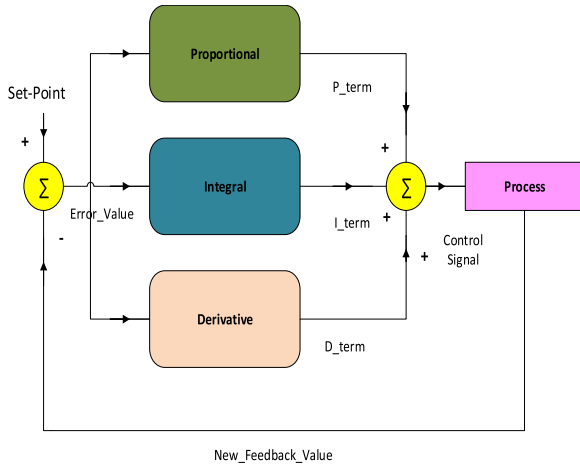 Proportional
P_term
Set-Point
+
+
Σ
Error_Value
Integral
I_term
Σ
+
Process
-
+
Control
Signal
Derivative
D_term
New_Feedback_Value